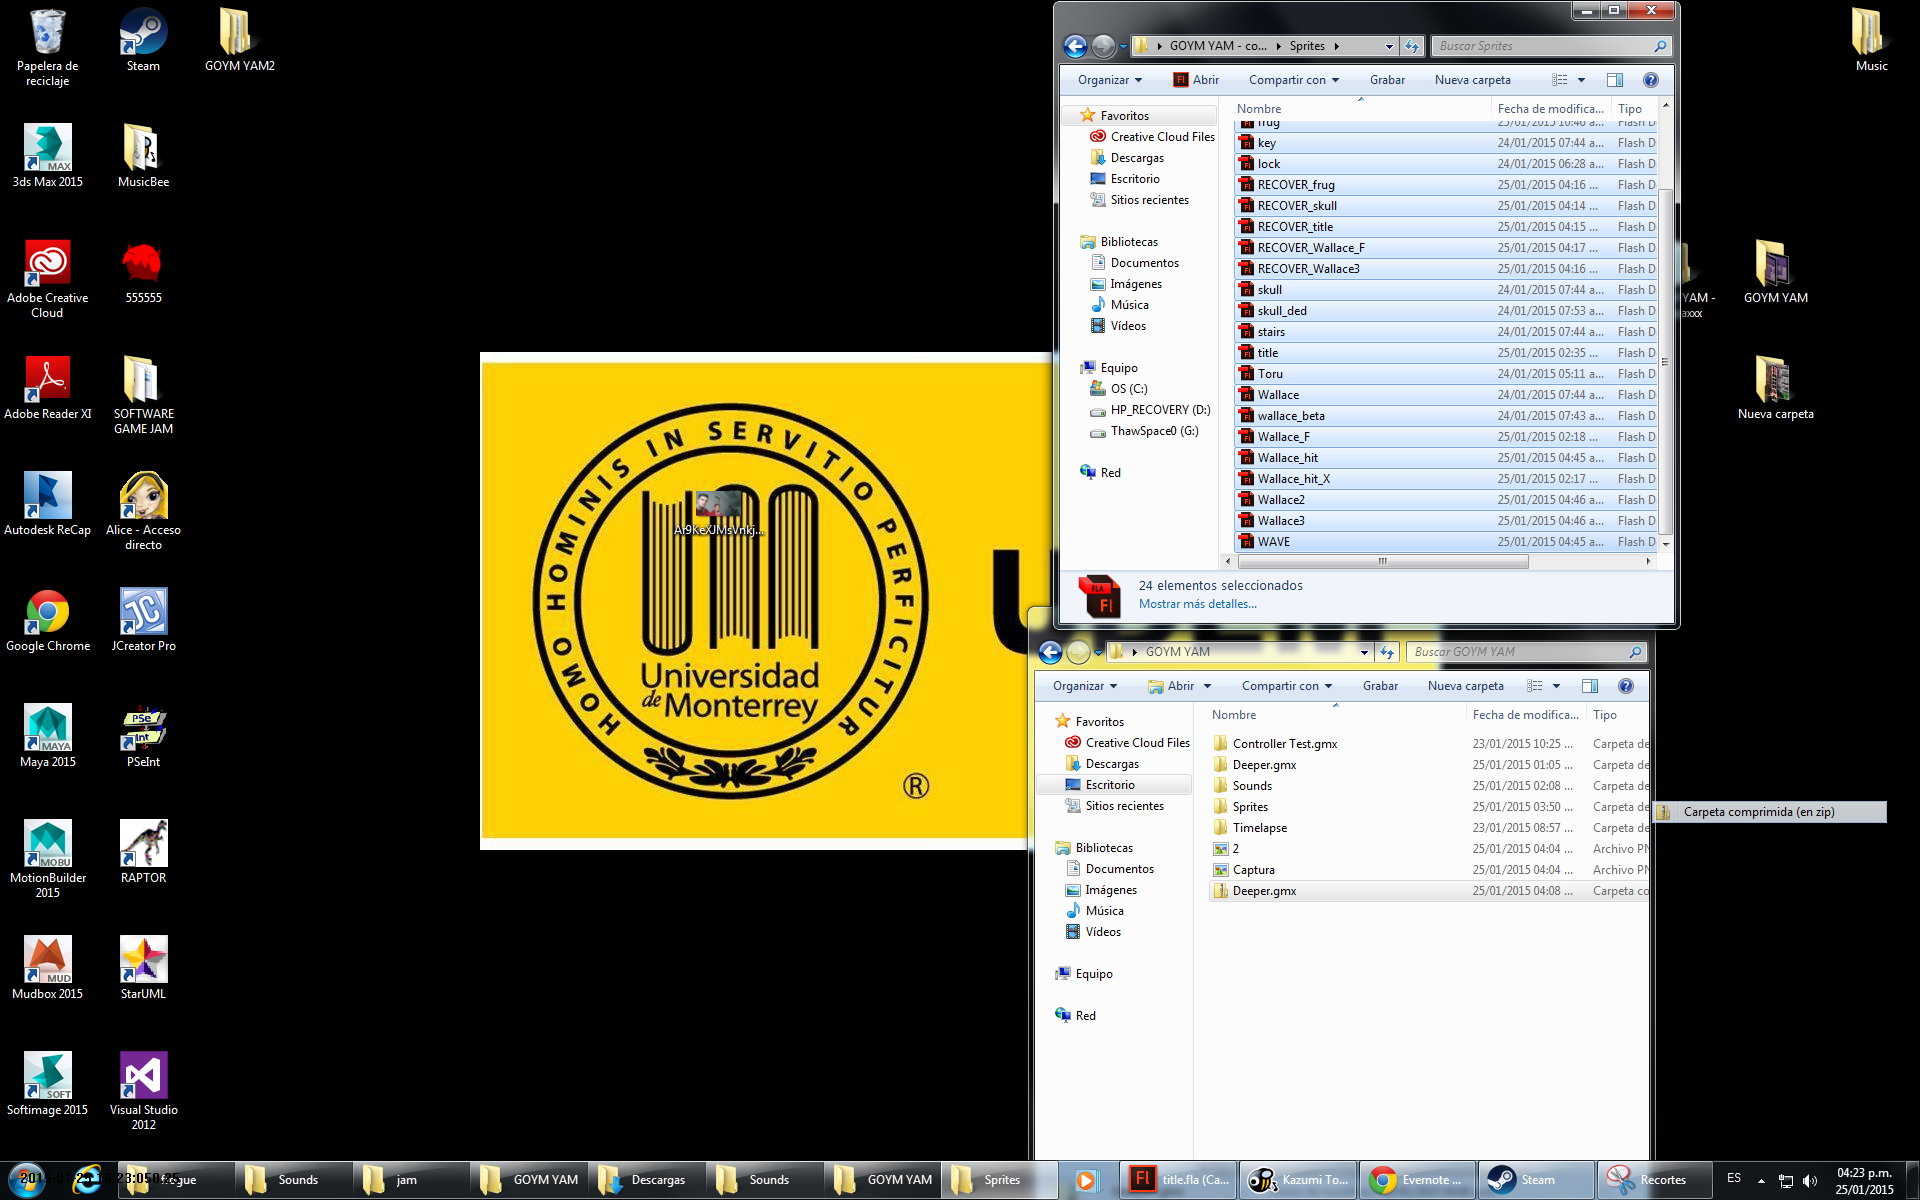 Papelera de
reciclaje
Steam
GOYM YAM2
Music
MAX
3ds Max 2015
MusicBee
Adobe Creative
Cloud
555555
YAM -
GOYM YAM
Adobe Reader XI
SOFTWARE
GAME JAM
Nueva carpeta
Autodesk ReCap
Alice - Acceso
directo
Google Chrome
JC
JCreator Pro
MAYA
Maya 2015
PSe
Int
PSeInt
MOBU
MotionBuilder
2015
RAPTOR
MUD
Mudbox 2015
StarUML
SOFT
Softimage 2015
Visual Studio
2012
HOMO HOMINIS IN SERVITIO PERFICITUR
Universidad
de Monterrey
®
GOYM YAM - co... Sprites
Buscar Sprites
Organizar Abrir Compartir con Grabar Nueva carpeta
Favoritos
Creative Cloud Files
Descargas
Escritorio
Sitios recientes
Bibliotecas
Documentos
Imágenes
Música
Vídeos
Equipo
OS (C:)
HP_RECOVERY (D:)
ThawSpace0 (G:)
Red
Nombre Fecha de modifica... Tipo
frug 25/01/2015 10:46 a... Flash D
key 24/01/2015 07:44 a... Flash D
lock 24/01/2015 06:28 a... Flash D
RECOVER_frug 25/01/2015 04:16 ... Flash D
RECOVER_skull 25/01/2015 04:14 ... Flash D
RECOVER_title 25/01/2015 04:15 ... Flash D
RECOVER_Wallace_F 25/01/2015 04:17 ... Flash D
RECOVER_Wallace3 25/01/2015 04:16 ... Flash D
skull 24/01/2015 07:44 a... Flash D
skull_ded 24/01/2015 07:53 a... Flash D
stairs 24/01/2015 07:44 a... Flash D
title 25/01/2015 02:35 ... Flash D
Toru 24/01/2015 05:11 a... Flash D
Wallace 24/01/2015 07:44 a... Flash D
wallace_beta 24/01/2015 07:43 a... Flash D
Wallace_F 25/01/2015 02:18 ... Flash D
Wallace_hit 25/01/2015 04:45 a... Flash D
Wallace_hit_X 25/01/2015 02:17 ... Flash D
Wallace2 25/01/2015 04:46 a... Flash D
Wallace3 25/01/2015 04:46 a... Flash D
WAVE 25/01/2015 04:45 a... Flash D
FLA
Fl
24 elementos seleccionados
Mostrar más detalles...
GOYM YAM
Buscar GOYM YAM
Organizar Abrir Compartir con Grabar Nueva carpeta
Favoritos
Creative Cloud Files
Descargas
Escritorio
Sitios recientes
Bibliotecas
Documentos
Imágenes
Música
Vídeos
Equipo
Red
Nombre Fecha de modifica... Tipo
Controller Test.gmx 23/01/2015 10:25 ... Carpeta de
Deeper.gmx 25/01/2015 01:05 ... Carpeta de
Sounds 25/01/2015 02:08 ... Carpeta de
Sprites 25/01/2015 03:50 ... Carpeta de
Timelapse 23/01/2015 08:57 ... Carpeta de
2 25/01/2015 04:04 ... Archivo PN
Captura 25/01/2015 04:04 ... Archivo PN
Deeper.gmx 25/01/2015 04:08 ... Carpeta co
Carpeta comprimida (en zip)
Sounds
jam
GOYM YAM
Descargas
Sounds
GOYM YAM
Sprites
Fl
title.fla (Ca...
Kazumi To...
Evernote ...
Steam
Recortes
ES
04:23 p.m.
25/01/2015